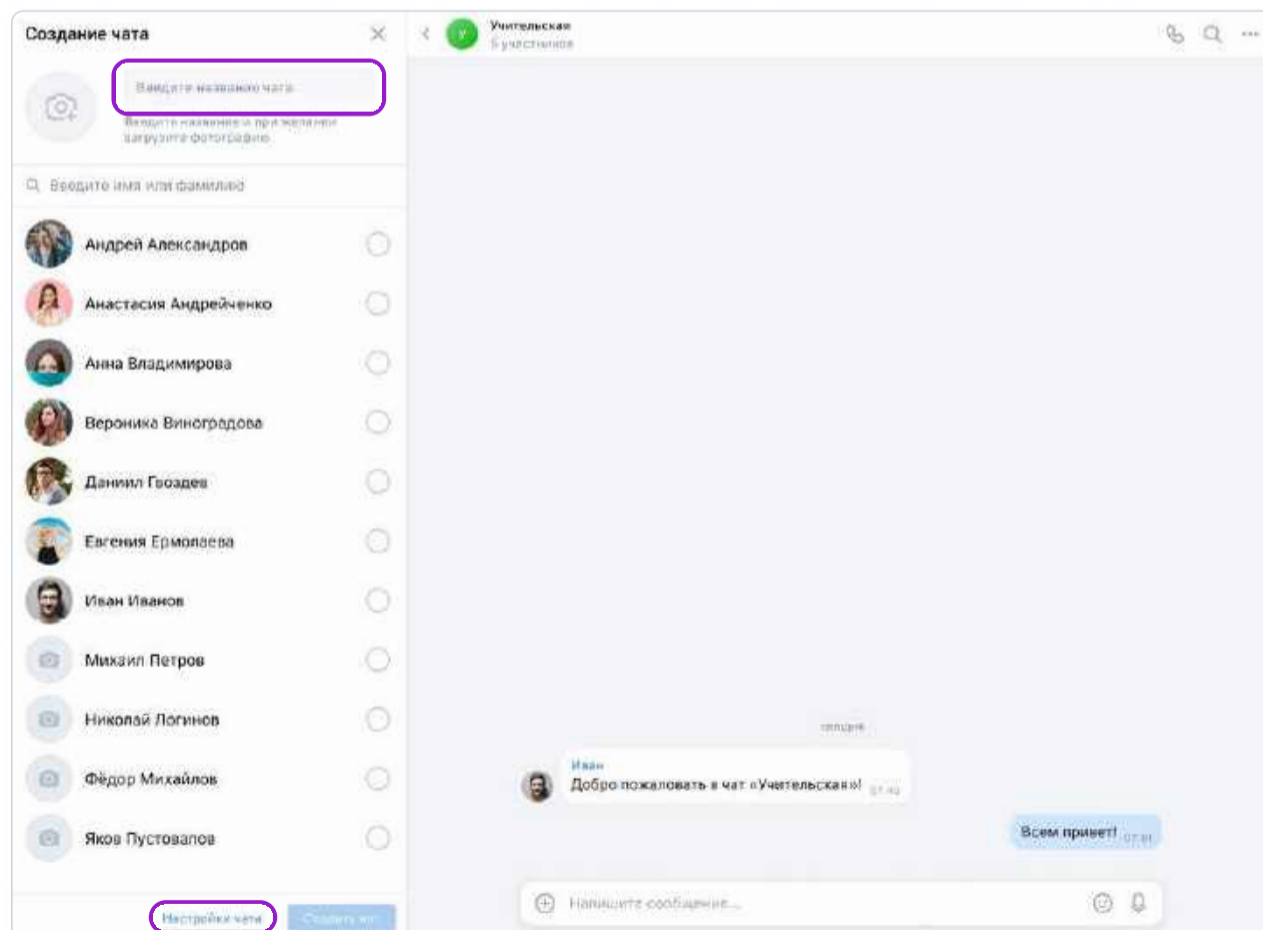 Создание чата
Введите название чата
Введите название и при желании
загрузите фотографию
Введите имя или фамилию
Андрей Александров
Анастасия Андрейченко
Анна Владимирова
Вероника Виноградова
Даниил Гвоздев
Евгения Ермолаева
Иван Иванов
Михаил Петров
Николай Логинов
Фёдор Михайлов
Яков Пустовалов
Настройки чата
Создать чат
У
Учительская
5 участников
сегодня
Иван
Добро пожаловать в чат «Учительская»!
Всем привет!
Напишите сообщение...